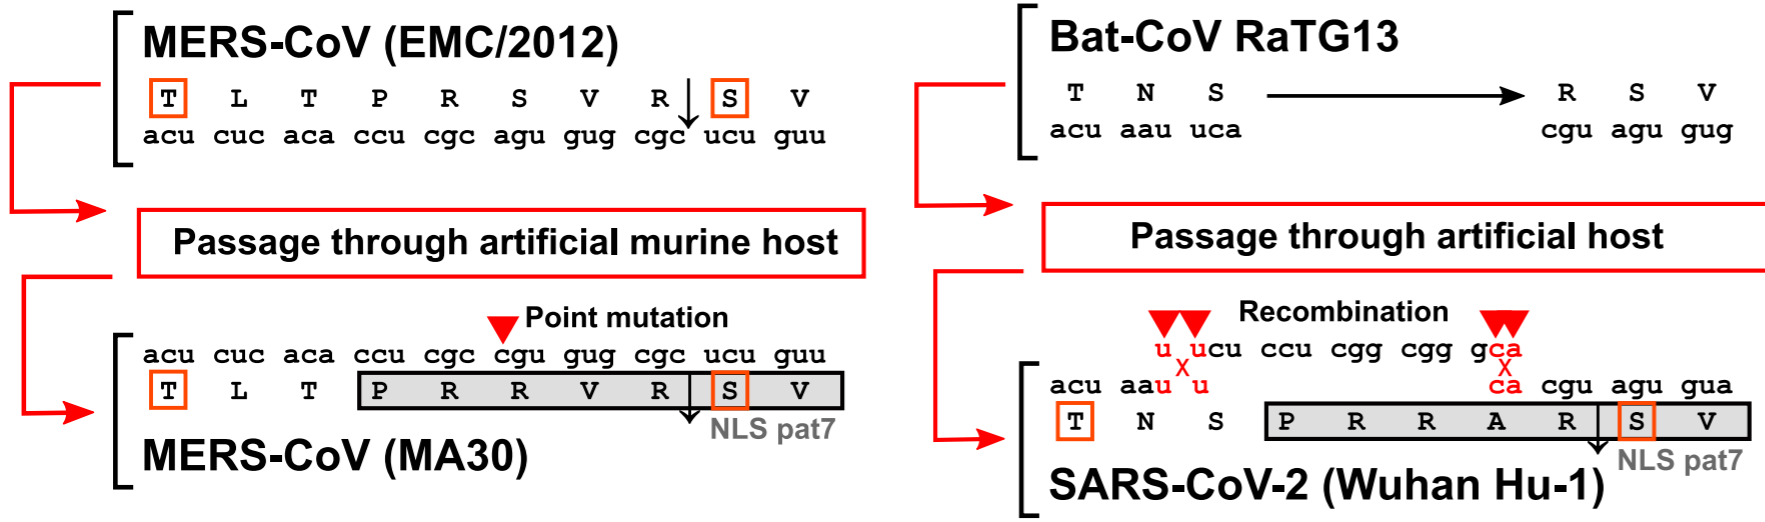 MERS-CoV (EMC/2012)
T L T P R S V R S V
acu cuc aca ccu cgc agu gug cgc ucu guu
Passage through artificial murine host
Point mutation
acu cuc aca ccu cgc cgu gug cgc ucu guu
T L T P R R V R S V
NLS pat7
MERS-CoV (MA30)
Bat-CoV RaTG13
T N S R S V
acu aau uca cgu agu gug
Passage through artificial host
Recombination
u ucu ccu cgg cgg gca
x x
acu aauu u ca cgu agu gua
T N S P R R A R S V
NLS pat7
SARS-CoV-2 (Wuhan Hu-1)